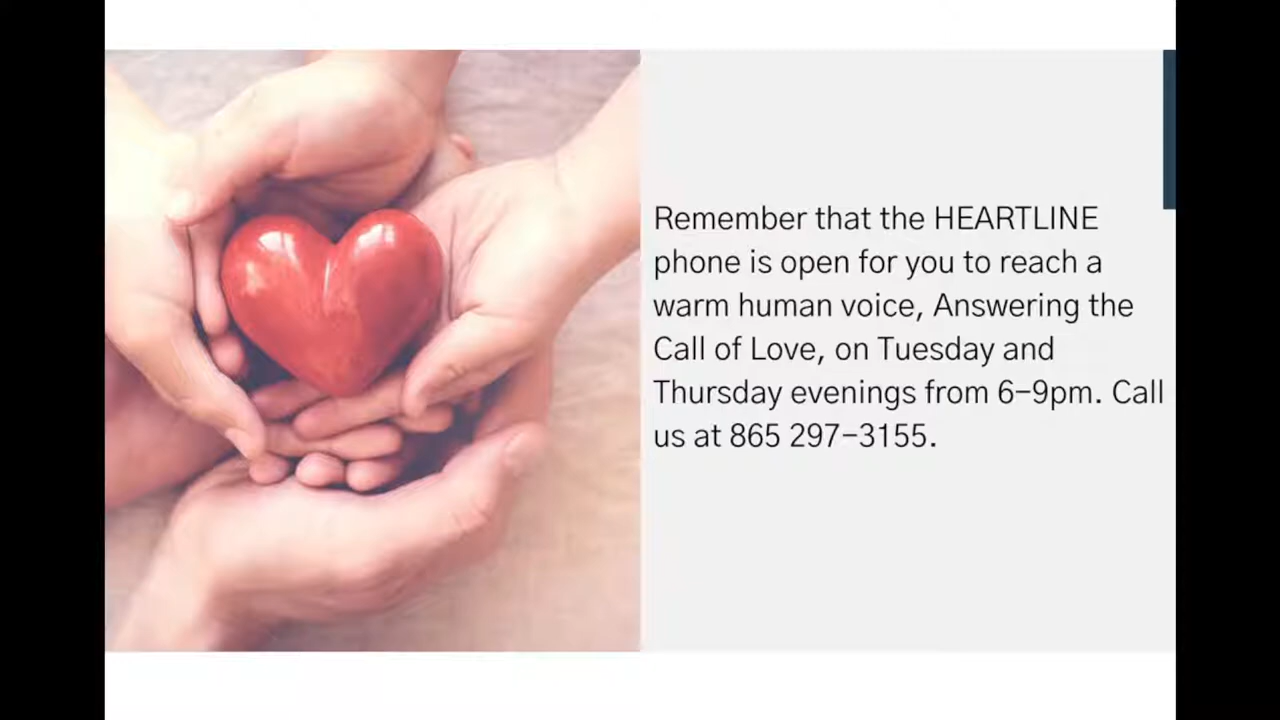 Remember that the HEARTLINE
phone is open for you to reach a
warm human voice, Answering the
Call of Love, on Tuesday and
Thursday evenings from 6-9pm. Call
us at 865 297-3155.